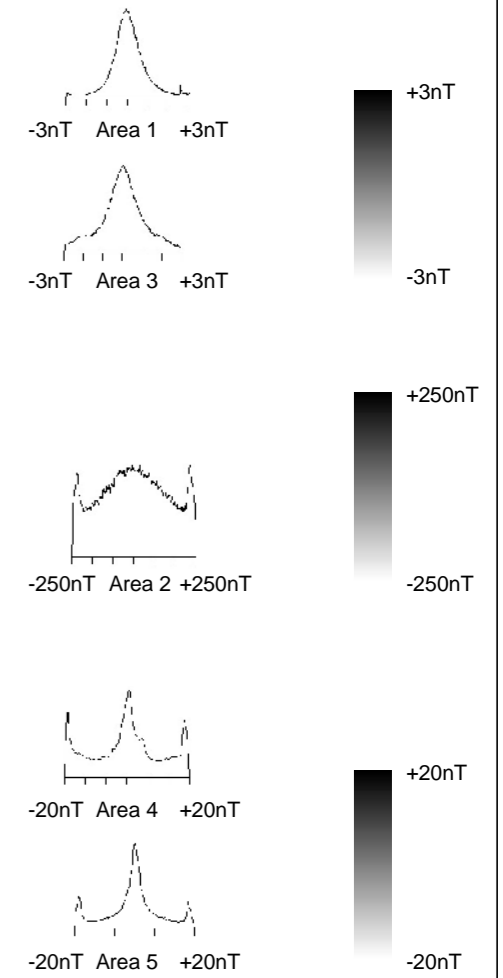 +3nT
-3nT Area 1 +3nT
-3nT
-3nT Area 3 +3nT
+250nT
-250nT Area 2 +250nT
-250nT
+20nT
-20nT Area 4 +20nT
-20nT Area 5 +20nT
-20nT